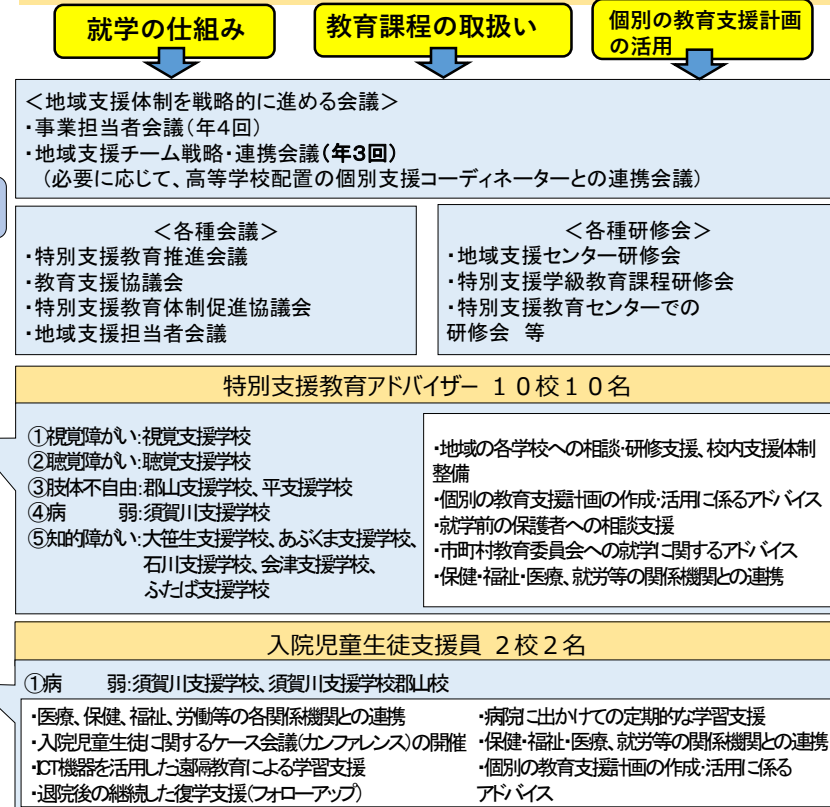 就学の仕組み
教育課程の取扱い
個別の教育支援計画
の活用
＜地域支援体制を戦略的に進める会議＞
・事業担当者会議(年4回)
・地域支援チーム戦略・連携会議(年3回)
(必要に応じて、高等学校配置の個別支援コーディネーターとの連携会議)
＜各種会議＞
・特別支援教育推進会議
・教育支援協議会
・特別支援教育体制促進協議会
・地域支援担当者会議
＜各種研修会＞
・地域支援センター研修会
・特別支援学級教育課程研修会
・特別支援教育センターでの
研修会 等
特別支援教育アドバイザー １０校１０名
①視覚障がい:視覚支援学校
②聴覚障がい:聴覚支援学校
③肢体不自由:郡山支援学校、平支援学校
④病　　弱:須賀川支援学校
⑤知的障がい:大笹生支援学校、あぶくま支援学校、
石川支援学校、会津支援学校、
ふたば支援学校
・地域の各学校への相談・研修支援、校内支援体制
整備
・個別の教育支援計画の作成・活用に係るアドバイス
・就学前の保護者への相談支援
・市町村教育委員会への就学に関するアドバイス
・保健・福祉・医療、就労等の関係機関との連携
入院児童生徒支援員 ２校２名
①病　　弱:須賀川支援学校、須賀川支援学校郡山校
・医療、保健、福祉、労働等の各関係機関との連携
・入院児童生徒に関するケース会議(カンファレンス)の開催
・ICT機器を活用した遠隔教育による学習支援
・退院後の継続した復学支援(フォローアップ)
・病院に出かけての定期的な学習支援
・保健・福祉・医療、就労等の関係機関との連携
・個別の教育支援計画の作成・活用に係る
アドバイス